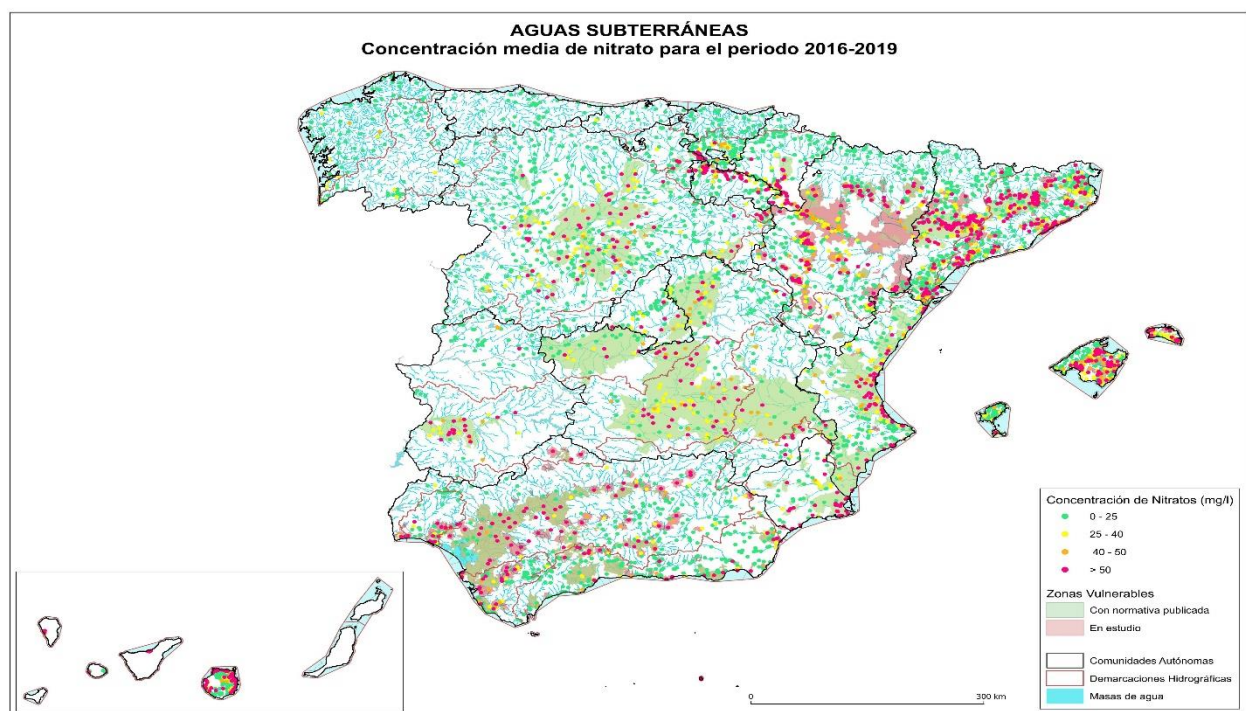 AGUAS SUBTERRÁNEAS
Concentración media de nitrato para el periodo 2016-2019
Concentración de Nitratos (mg/l)
0 - 25
25 - 40
40 - 50
> 50
Zonas Vulnerables
Con normativa publicada
En estudio
Comunidades Autónomas
Demarcaciones Hidrográficas
Masas de agua
0 300 km